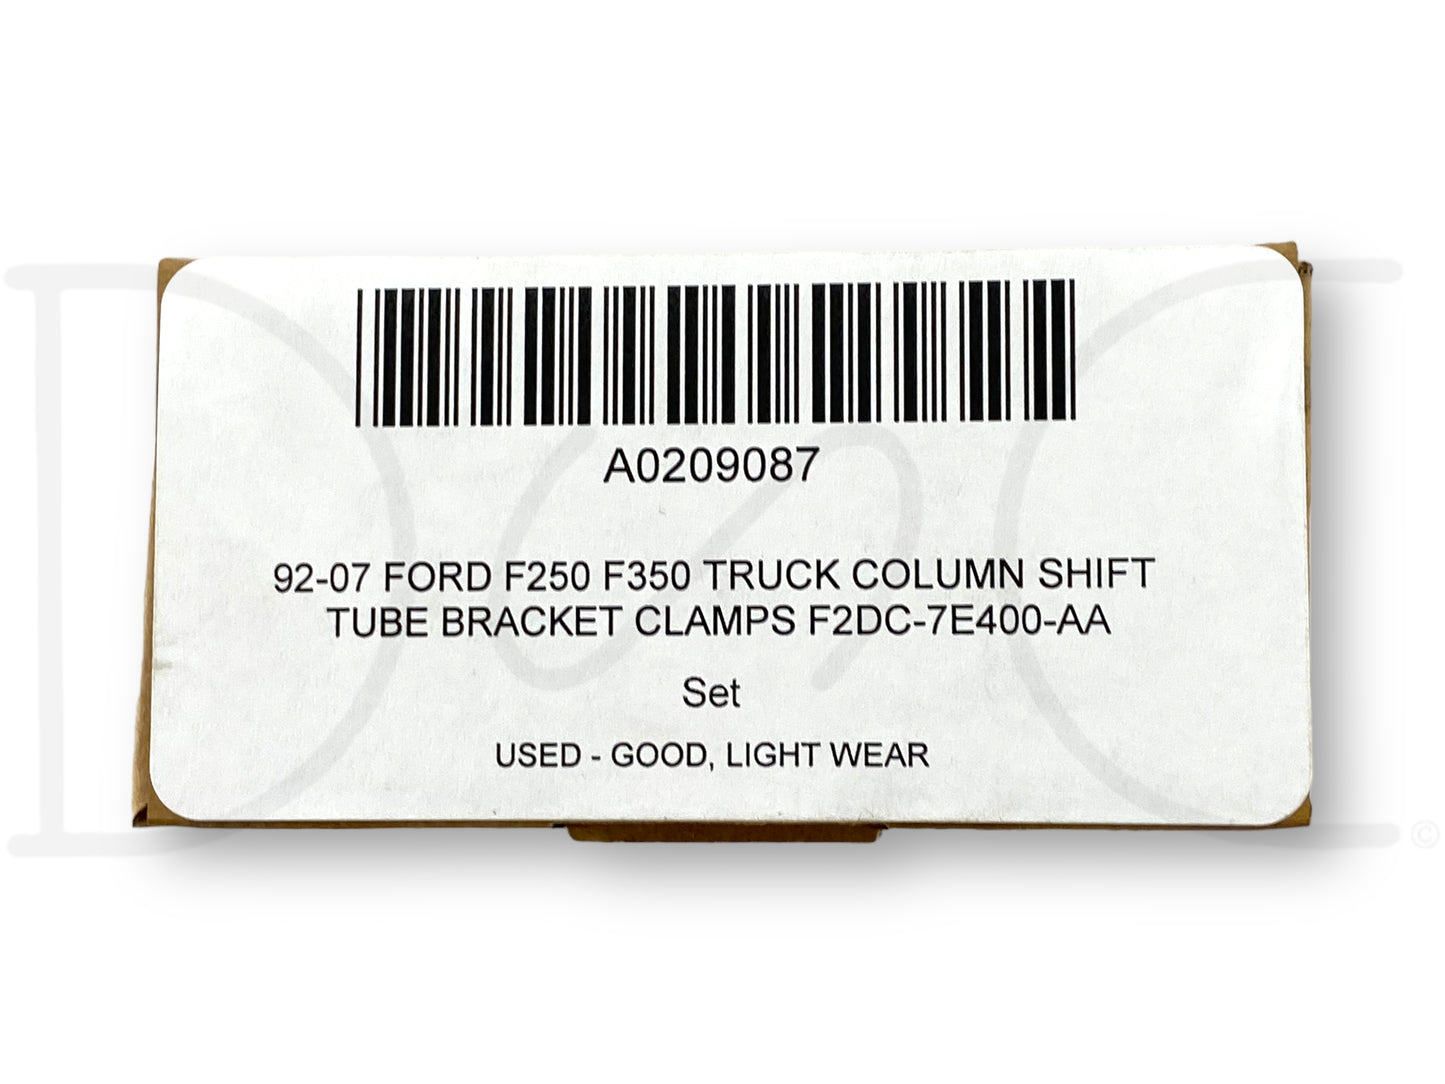 A0209087
92-07 FORD F250 F350 TRUCK COLUMN SHIFT
TUBE BRACKET CLAMPS F2DC-7E400-AA
Set
USED - GOOD, LIGHT WEAR
©